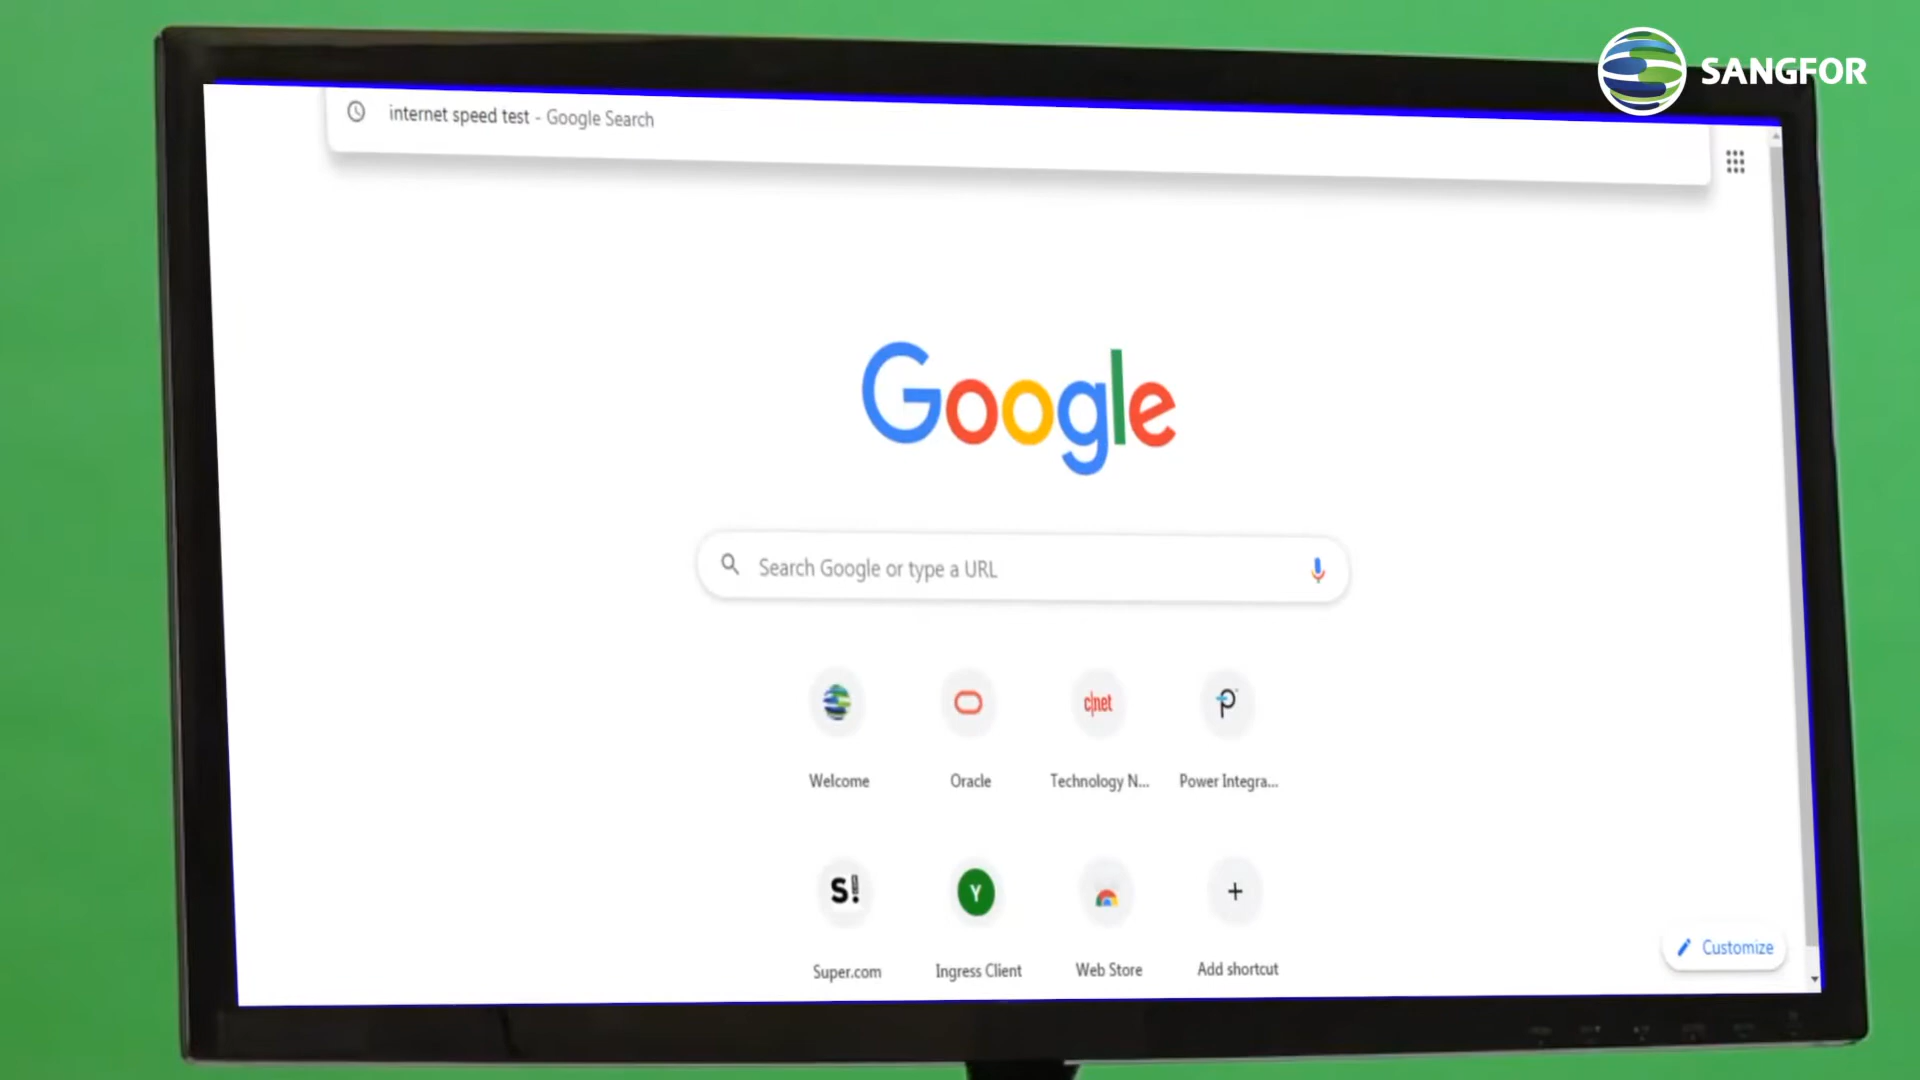 SANGFOR
internet speed test - Google Search
Google
Search Google or type a URL
c|net
Welcome
Oracle
Technology N...
Power Integra...
S!
Y
Super.com
Ingress Client
Web Store
Add shortcut
Customize